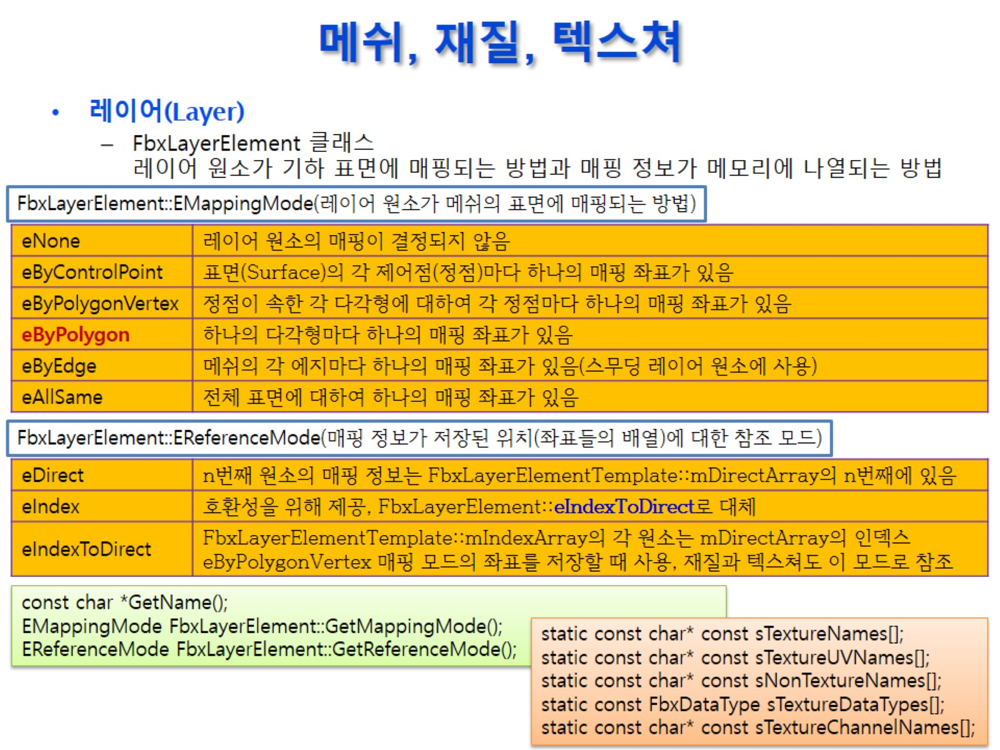 메쉬, 재질, 텍스쳐
• 레이어(Layer)
– FbxLayerElement 클래스
레이어 원소가 기하 표면에 매핑되는 방법과 매핑 정보가 메모리에 나열되는 방법
FbxLayerElement::EMappingMode(레이어 원소가 메쉬의 표면에 매핑되는 방법)
eNone 레이어 원소의 매핑이 결정되지 않음
eByControlPoint 표면(Surface)의 각 제어점(정점)마다 하나의 매핑 좌표가 있음
eByPolygonVertex 정점이 속한 각 다각형에 대하여 각 정점마다 하나의 매핑 좌표가 있음
eByPolygon 하나의 다각형마다 하나의 매핑 좌표가 있음
eByEdge 메쉬의 각 에지마다 하나의 매핑 좌표가 있음(스무딩 레이어 원소에 사용)
eAllSame 전체 표면에 대하여 하나의 매핑 좌표가 있음
FbxLayerElement::EReferenceMode(매핑 정보가 저장된 위치(좌표들의 배열)에 대한 참조 모드)
eDirect n번째 원소의 매핑 정보는 FbxLayerElementTemplate::mDirectArray의 n번째에 있음
eIndex 호환성을 위해 제공, FbxLayerElement::eIndexToDirect로 대체
eIndexToDirect FbxLayerElementTemplate::mIndexArray의 각 원소는 mDirectArray의 인덱스
eByPolygonVertex 매핑 모드의 좌표를 저장할 때 사용, 재질과 텍스쳐도 이 모드로 참조
const char *GetName();
EMappingMode FbxLayerElement::GetMappingMode();
EReferenceMode FbxLayerElement::GetReferenceMode();
static const char* const sTextureNames[];
static const char* const sTextureUVNames[];
static const char* const sNonTextureNames[];
static const FbxDataType sTextureDataTypes[];
static const char* const sTextureChannelNames[];